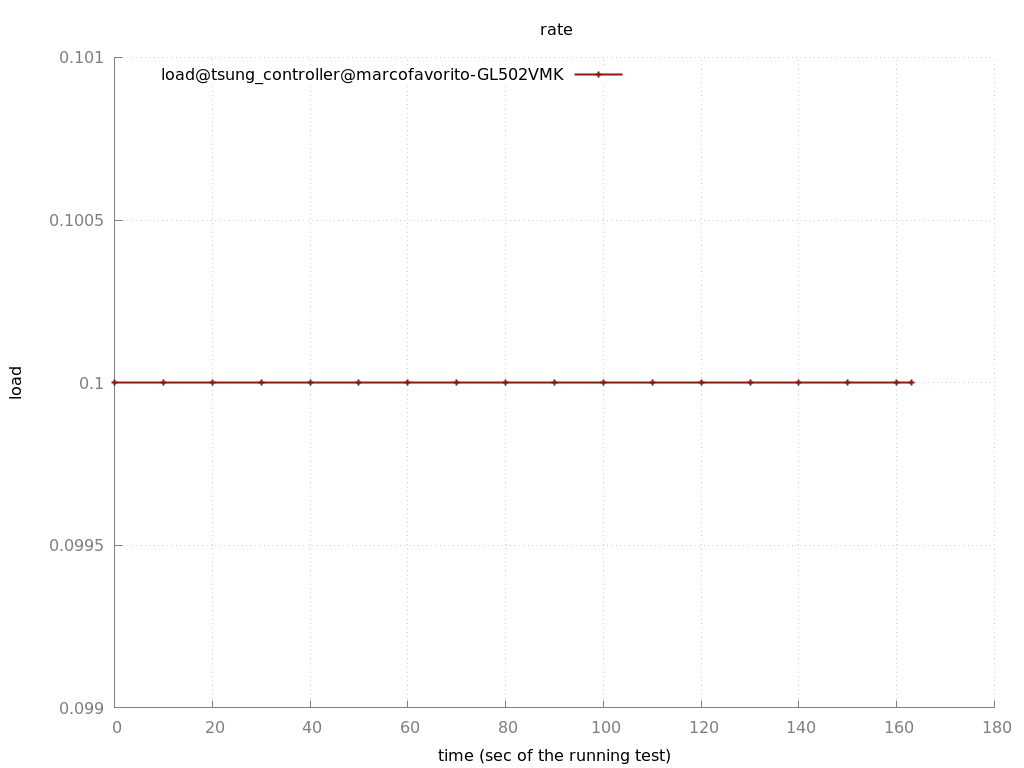 rate
0.101
load@tsung_controller@marcofavorito-GL502VMK
0.1005
load
0.1
0.0995
0.099
0 20 40 60 80 100 120 140 160 180
time (sec of the running test)